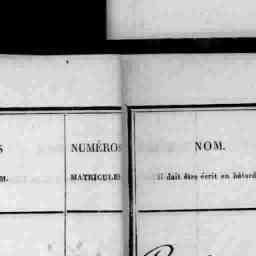 S NUMÉROS NOM.
M. MATRICULES Il doit être écrit en bâtard